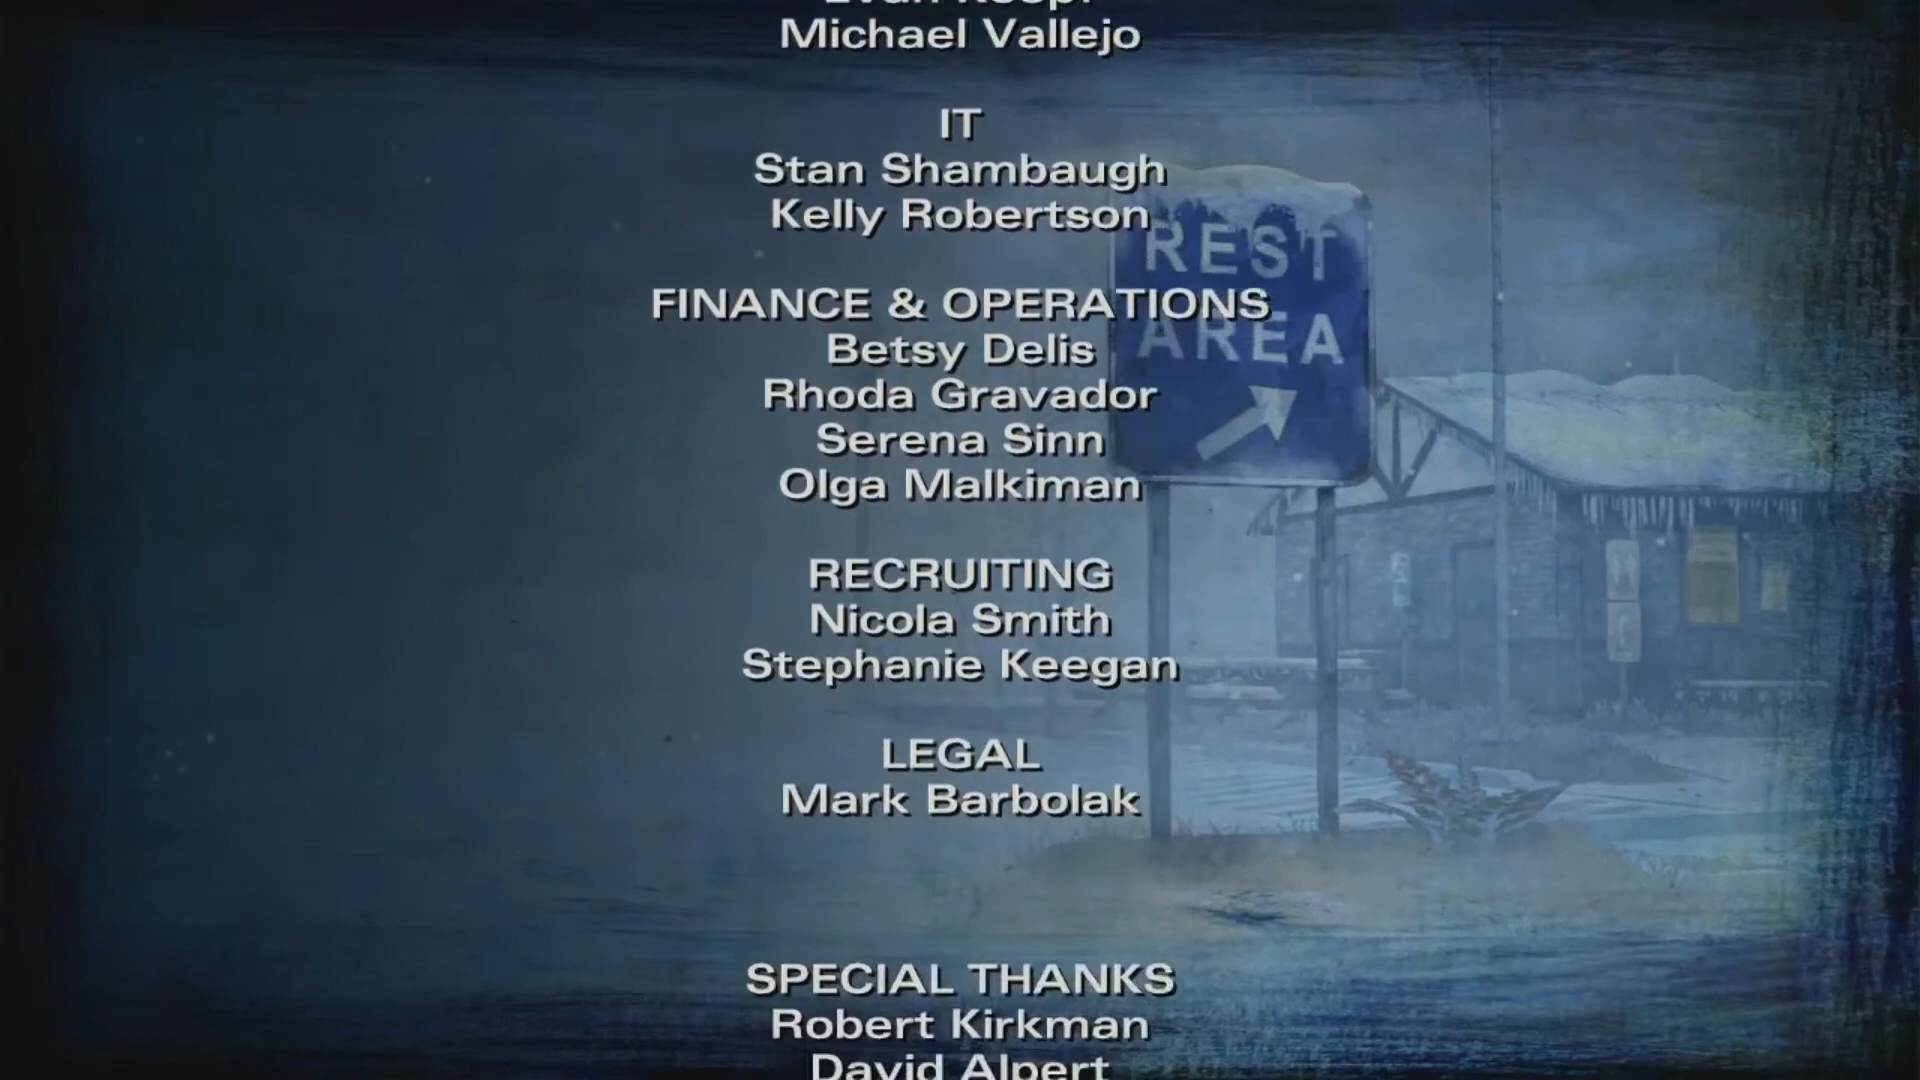 Michael Vallejo
IT
Stan Shambaugh
Kelly Robertson
FINANCE & OPERATIONS
Betsy Delis
Rhoda Gravador
Serena Sinn
Olga Malkiman
RECRUITING
Nicola Smith
Stephanie Keegan
LEGAL
Mark Barbolak
SPECIAL THANKS
Robert Kirkman
David Alpert
REST
AREA